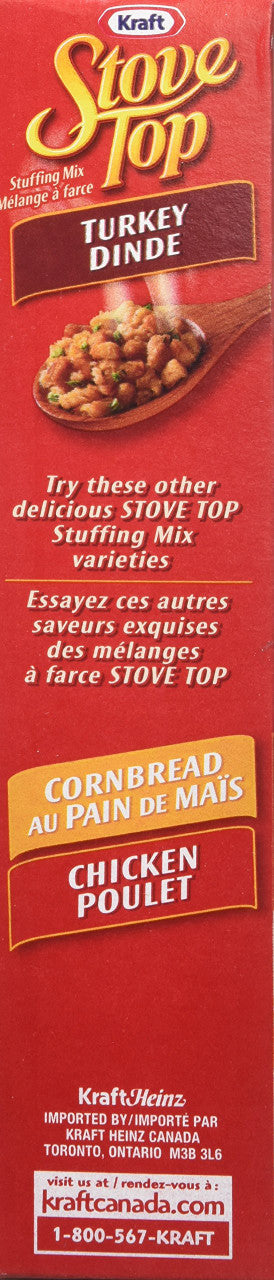 Kraft
Stove
Top
Stuffing Mix
Mélange à farce
TURKEY
DINDE
Try these other
delicious STOVE TOP
Stuffing Mix
varieties
Essayez ces autres
saveurs exquises
des mélanges
à farce STOVE TOP
CORNBREAD
AU PAIN DE MAÏS
CHICKEN
POULET
KraftHeinz
IMPORTED BY/IMPORTÉ PAR
KRAFT HEINZ CANADA
TORONTO, ONTARIO M3B 3L6
visit us at / rendez-vous à :
kraftcanada.com
1-800-567-KRAFT